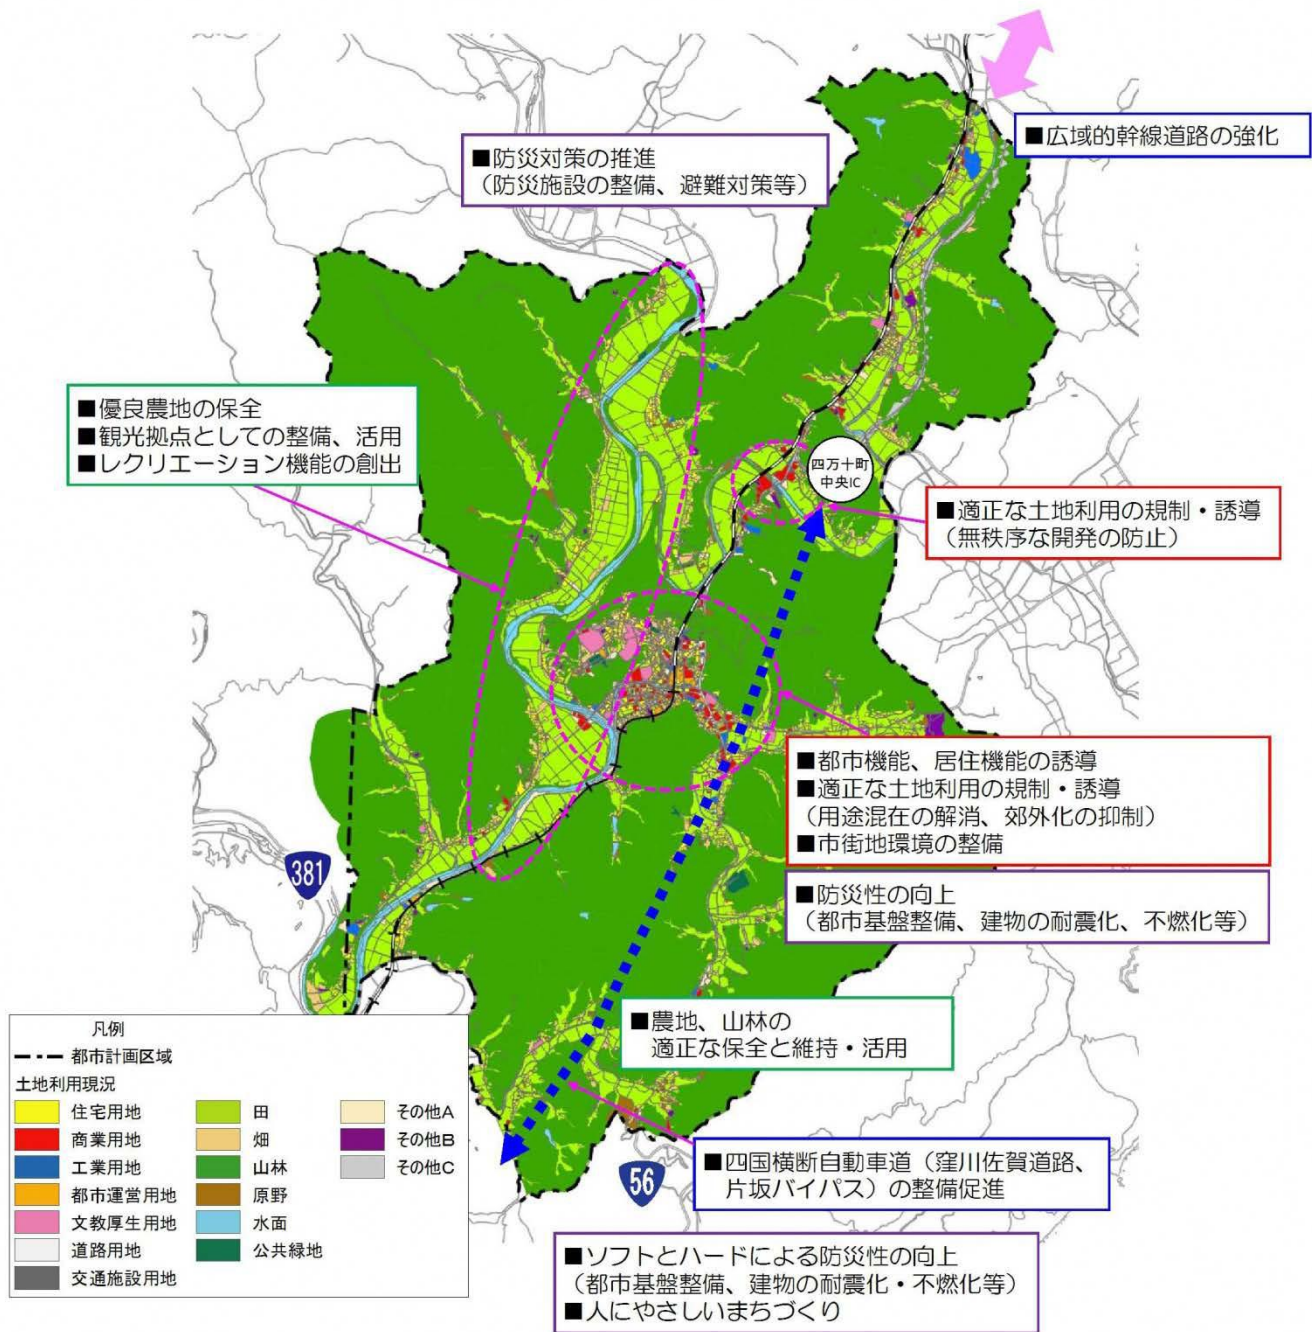 ■広域的幹線道路の強化
■防災対策の推進
（防災施設の整備、避難対策等）
■優良農地の保全
■観光拠点としての整備、活用
■レクリエーション機能の創出
四万十町
中央IC
■適正な土地利用の規制・誘導
（無秩序な開発の防止）
■都市機能、居住機能の誘導
■適正な土地利用の規制・誘導
（用途混在の解消、郊外化の抑制）
■市街地環境の整備
381
■防災性の向上
（都市基盤整備、建物の耐震化、不燃化等）
■農地、山林の
適正な保全と維持・活用
凡例
都市計画区域
土地利用現況
住宅用地
商業用地
工業用地
都市運営用地
文教厚生用地
道路用地
交通施設用地
田
畑
山林
原野
水面
公共緑地
その他A
その他B
その他C
56
■四国横断自動車道（窪川佐賀道路、
片坂バイパス）の整備促進
■ソフトとハードによる防災性の向上
（都市基盤整備、建物の耐震化・不燃化等）
■人にやさしいまちづくり